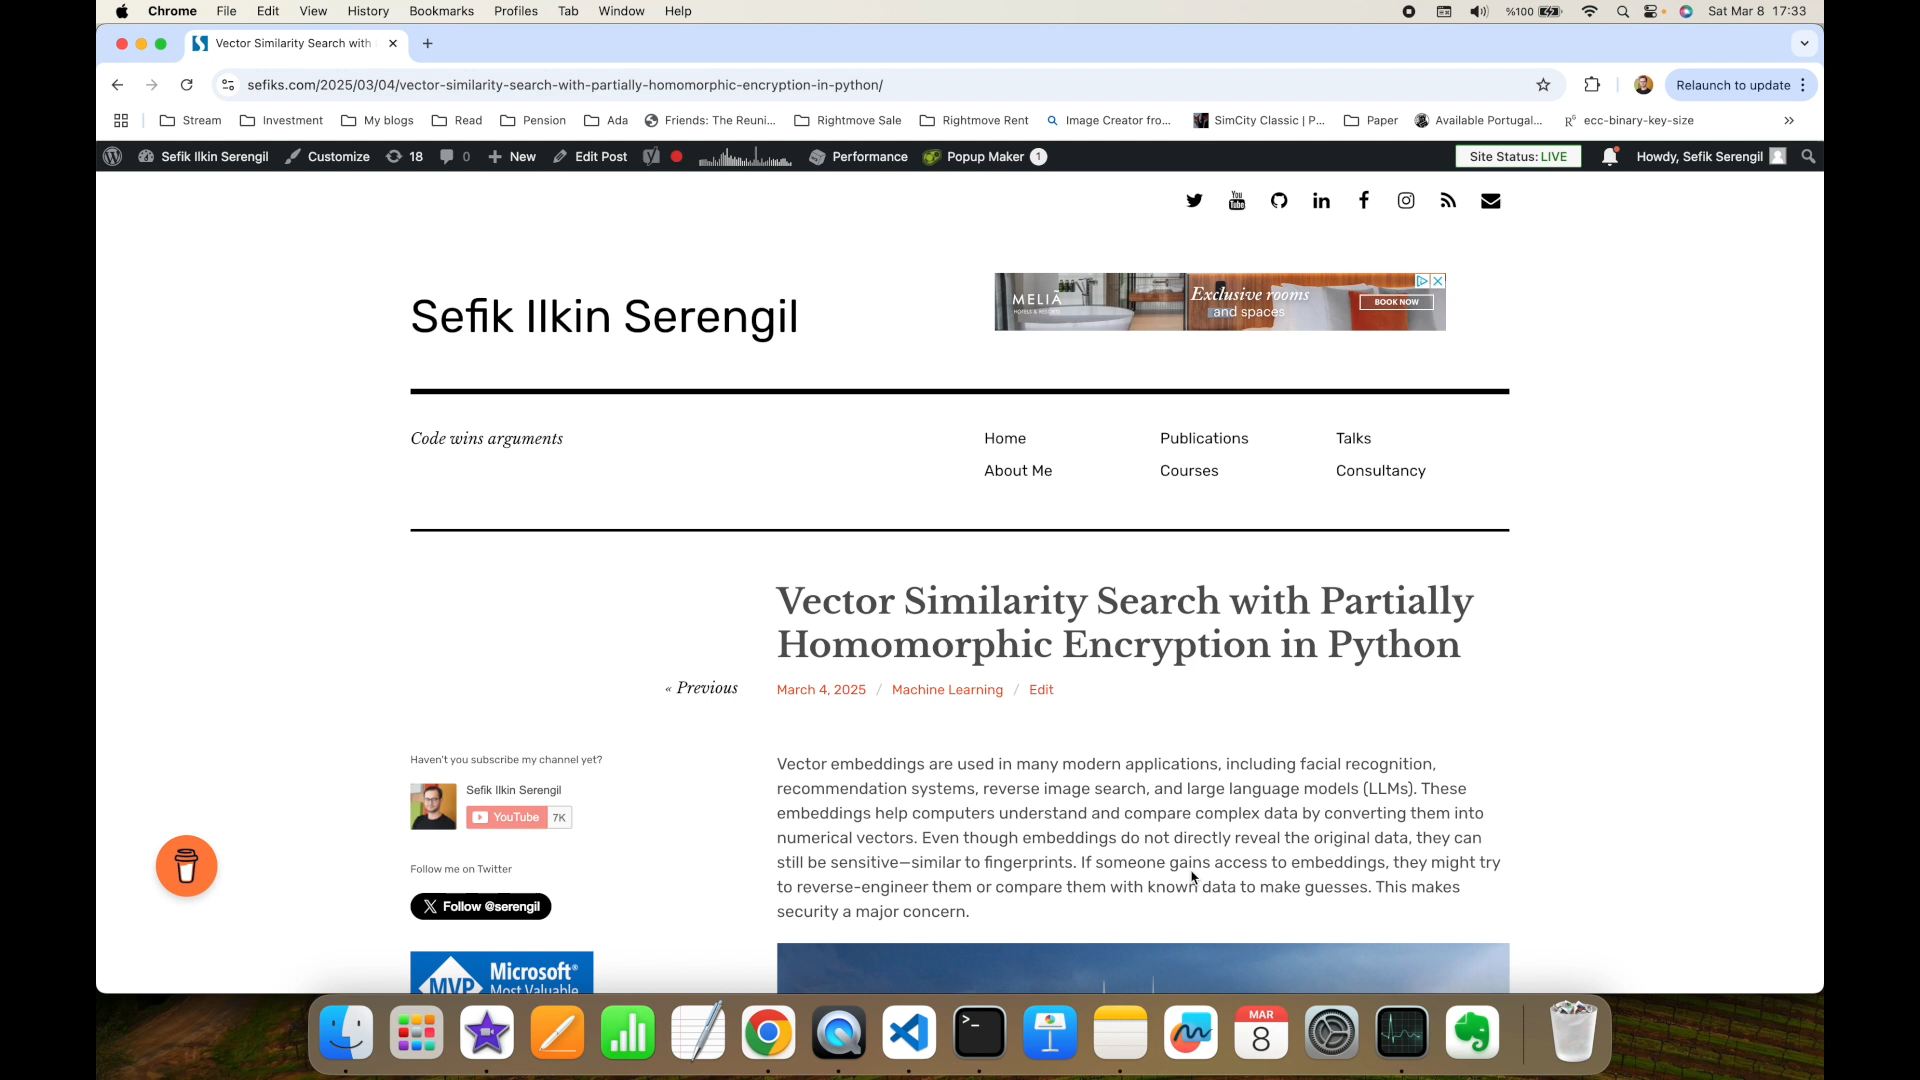 Chrome File Edit View History Bookmarks Profiles Tab Window Help %100 Sat Mar 8 17:33
Vector Similarity Search with
sefiks.com/2025/03/04/vector-similarity-search-with-partially-homomorphic-encryption-in-python/ Relaunch to update
Stream Investment My blogs Read Pension Ada Friends: The Reuni... Rightmove Sale Rightmove Rent Image Creator fro... SimCity Classic | P... Paper Available Portugal... R⁶ ecc-binary-key-size »
Sefik Ilkin Serengil Customize 18 0 New Edit Post Performance Popup Maker 1 Site Status: LIVE Howdy, Sefik Serengil
You Tube in
Sefik Ilkin Serengil
MELIÃ
HOTELS & RESORTS
Exclusive rooms
and spaces
BOOK NOW
Code wins arguments
Home Publications Talks
About Me Courses Consultancy
Vector Similarity Search with Partially
Homomorphic Encryption in Python
« Previous
March 4, 2025 / Machine Learning / Edit
Haven't you subscribe my channel yet?
Sefik Ilkin Serengil
YouTube 7K
Follow me on Twitter
X Follow @serengil
MVP Microsoft®
Most Valuable
Vector embeddings are used in many modern applications, including facial recognition,
recommendation systems, reverse image search, and large language models (LLMs). These
embeddings help computers understand and compare complex data by converting them into
numerical vectors. Even though embeddings do not directly reveal the original data, they can
still be sensitive—similar to fingerprints. If someone gains access to embeddings, they might try
to reverse-engineer them or compare them with known data to make guesses. This makes
security a major concern.
MAR
8